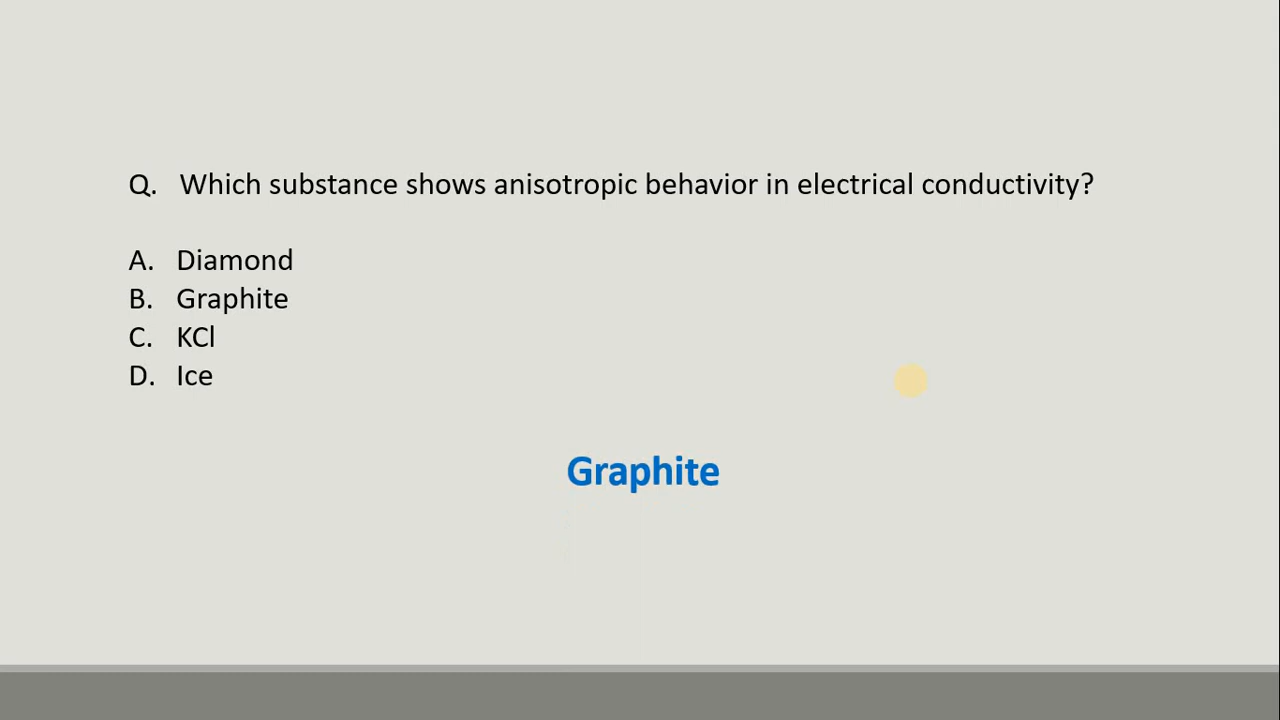 Q. Which substance shows anisotropic behavior in electrical conductivity?
A. Diamond
B. Graphite
C. KCl
D. Ice
Graphite